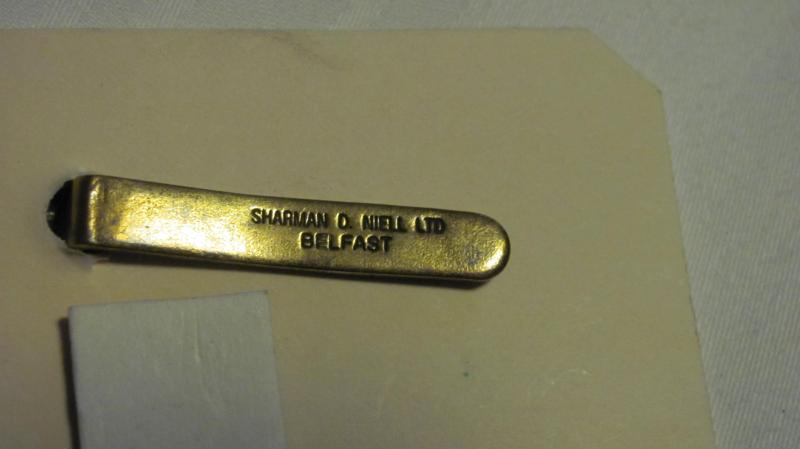 SHARMAN D. NIELL LTD
BELFAST